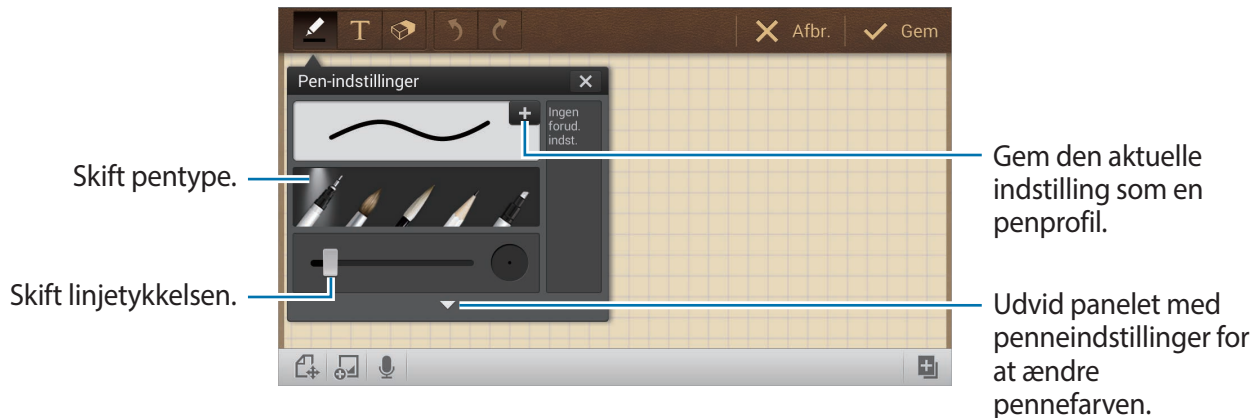 T
Afbr.
Gem
Pen-indstillinger
Ingen
forud.
indst.
Skift pentype.
Skift linjetykkelsen.
Gem den aktuelle
indstilling som en
penprofil.
Udvid panelet med
penneindstillinger for
at ændre
pennefarven.